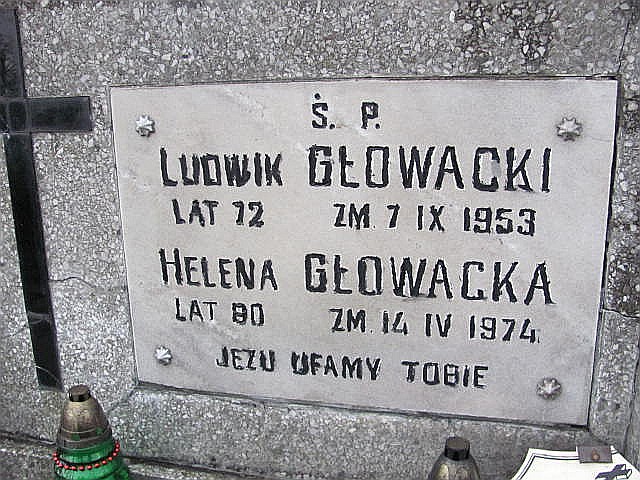 Ś. P.
LUDWIK GŁOWACKI
LAT 72 ZM. 7 IX 1953
HELENA GŁOWACKA
LAT 80 ZM. 14 IV 1974
JEZU UFAMY TOBIE